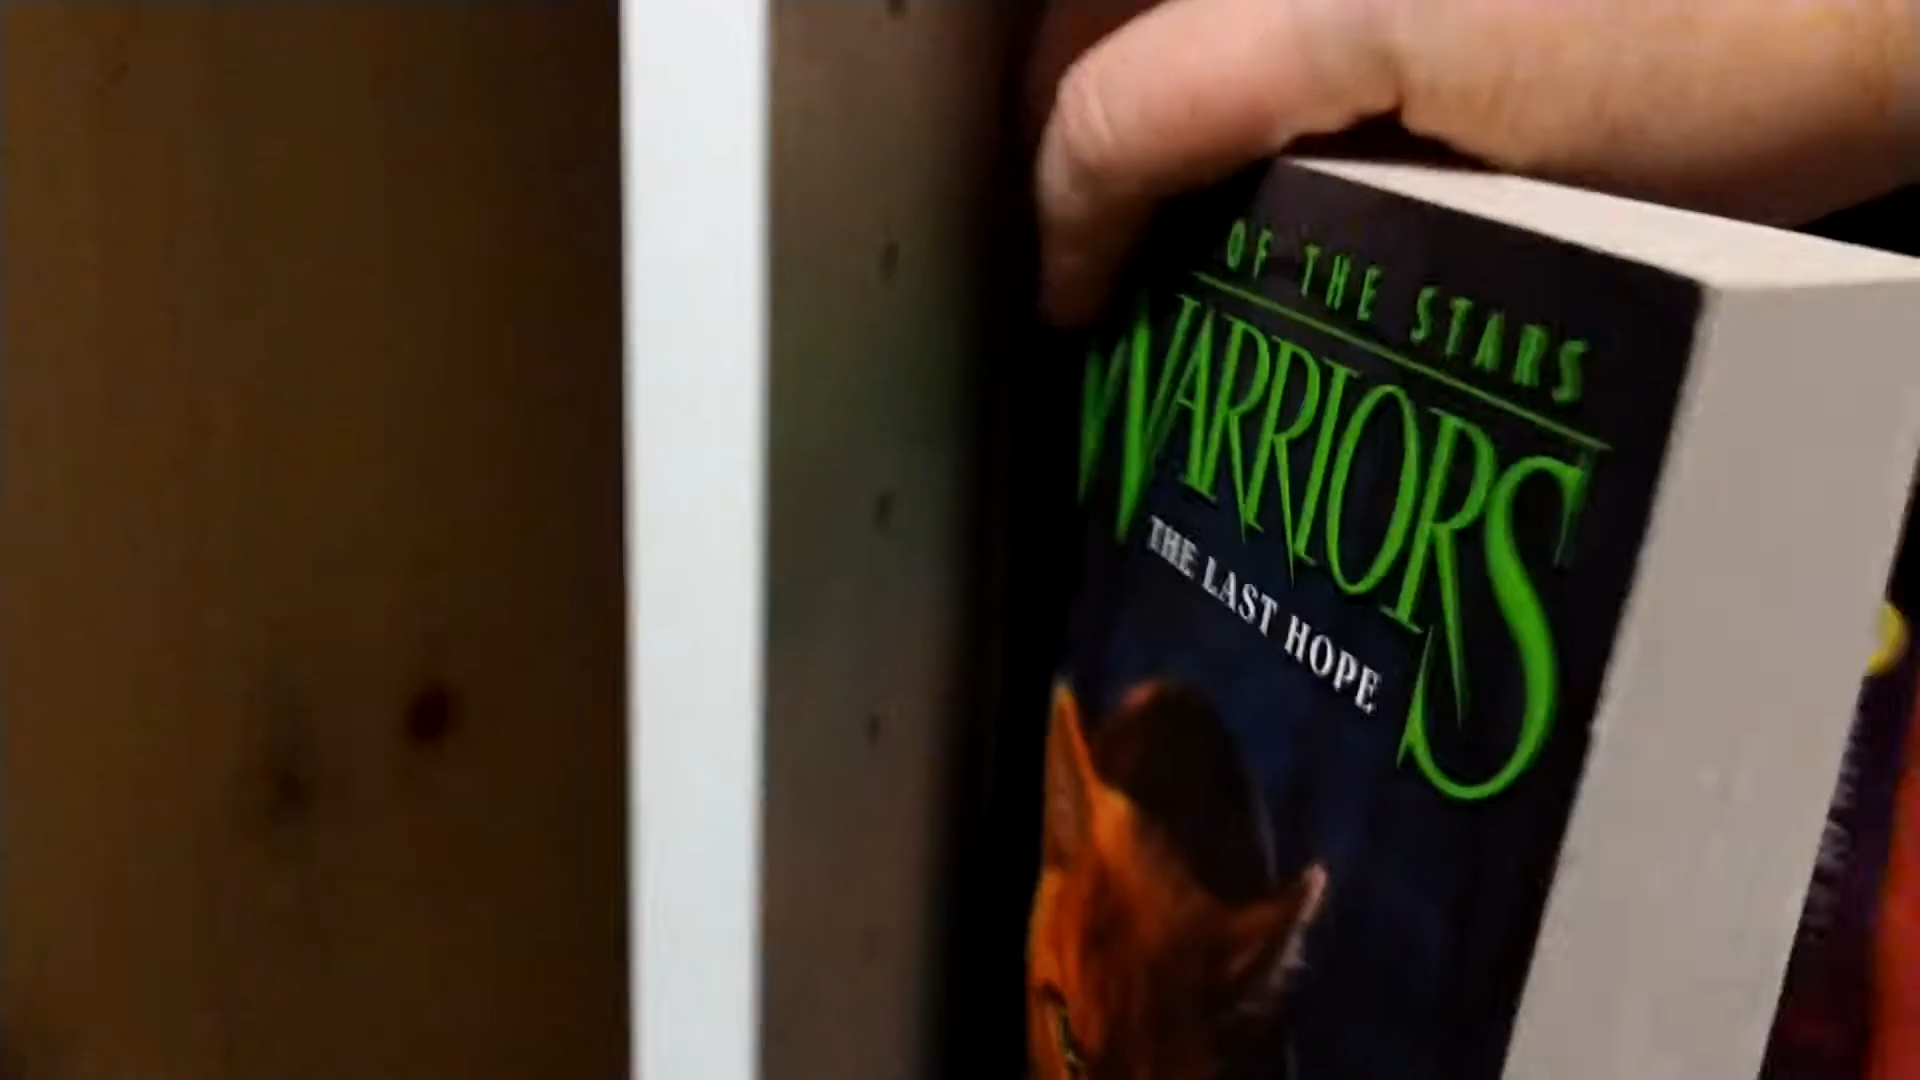 OF THE STARS
WARRIORS
THE LAST HOPE